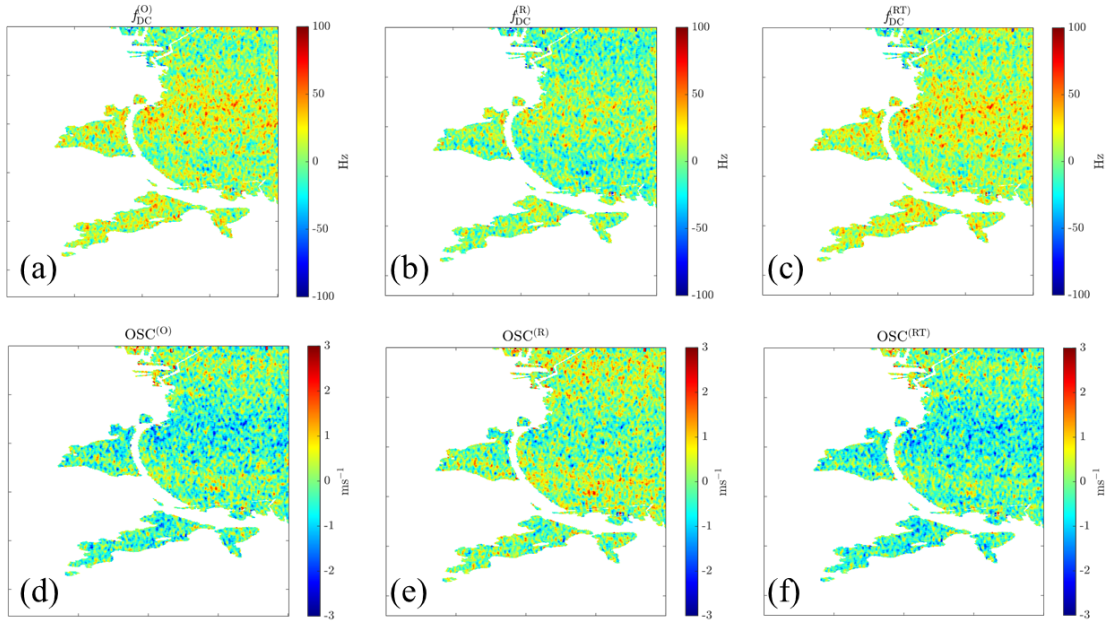 f_DC^(O)
100
50
0
-50
-100
Hz
(a)
f_DC^(R)
100
50
0
-50
-100
Hz
(b)
f_DC^(RT)
100
50
0
-50
-100
Hz
(c)
OSC^(O)
3
2
1
0
-1
-2
-3
ms^−1
(d)
OSC^(R)
3
2
1
0
-1
-2
-3
ms^−1
(e)
OSC^(RT)
3
2
1
0
-1
-2
-3
ms^−1
(f)